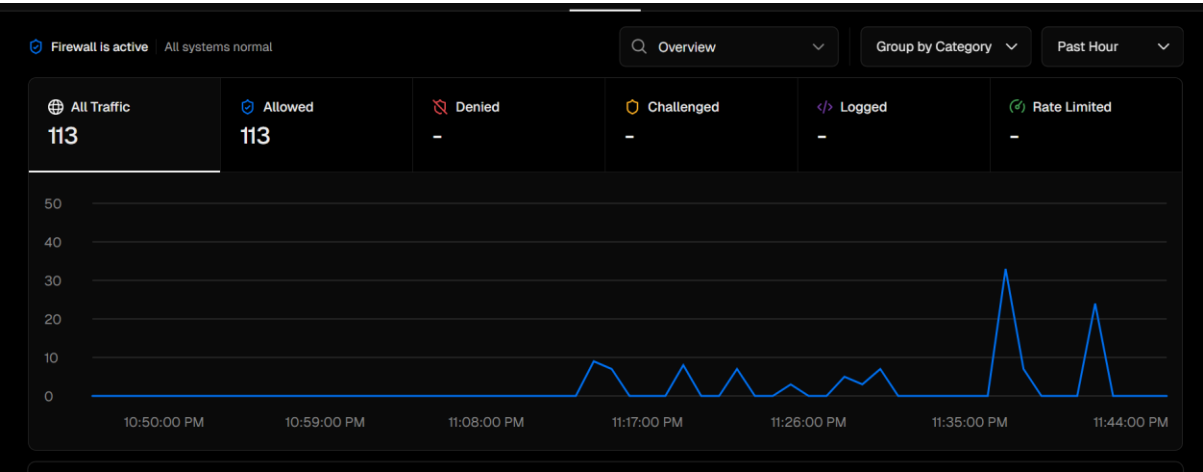 Firewall is active All systems normal Overview Group by Category Past Hour
All Traffic Allowed Denied Challenged Logged Rate Limited
113 113 - - - -
50
40
30
20
10
0
10:50:00 PM 10:59:00 PM 11:08:00 PM 11:17:00 PM 11:26:00 PM 11:35:00 PM 11:44:00 PM